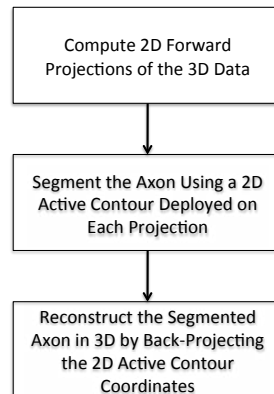 Compute 2D Forward
Projections of the 3D Data
Segment the Axon Using a 2D
Active Contour Deployed on
Each Projection
Reconstruct the Segmented
Axon in 3D by Back-Projecting
the 2D Active Contour
Coordinates